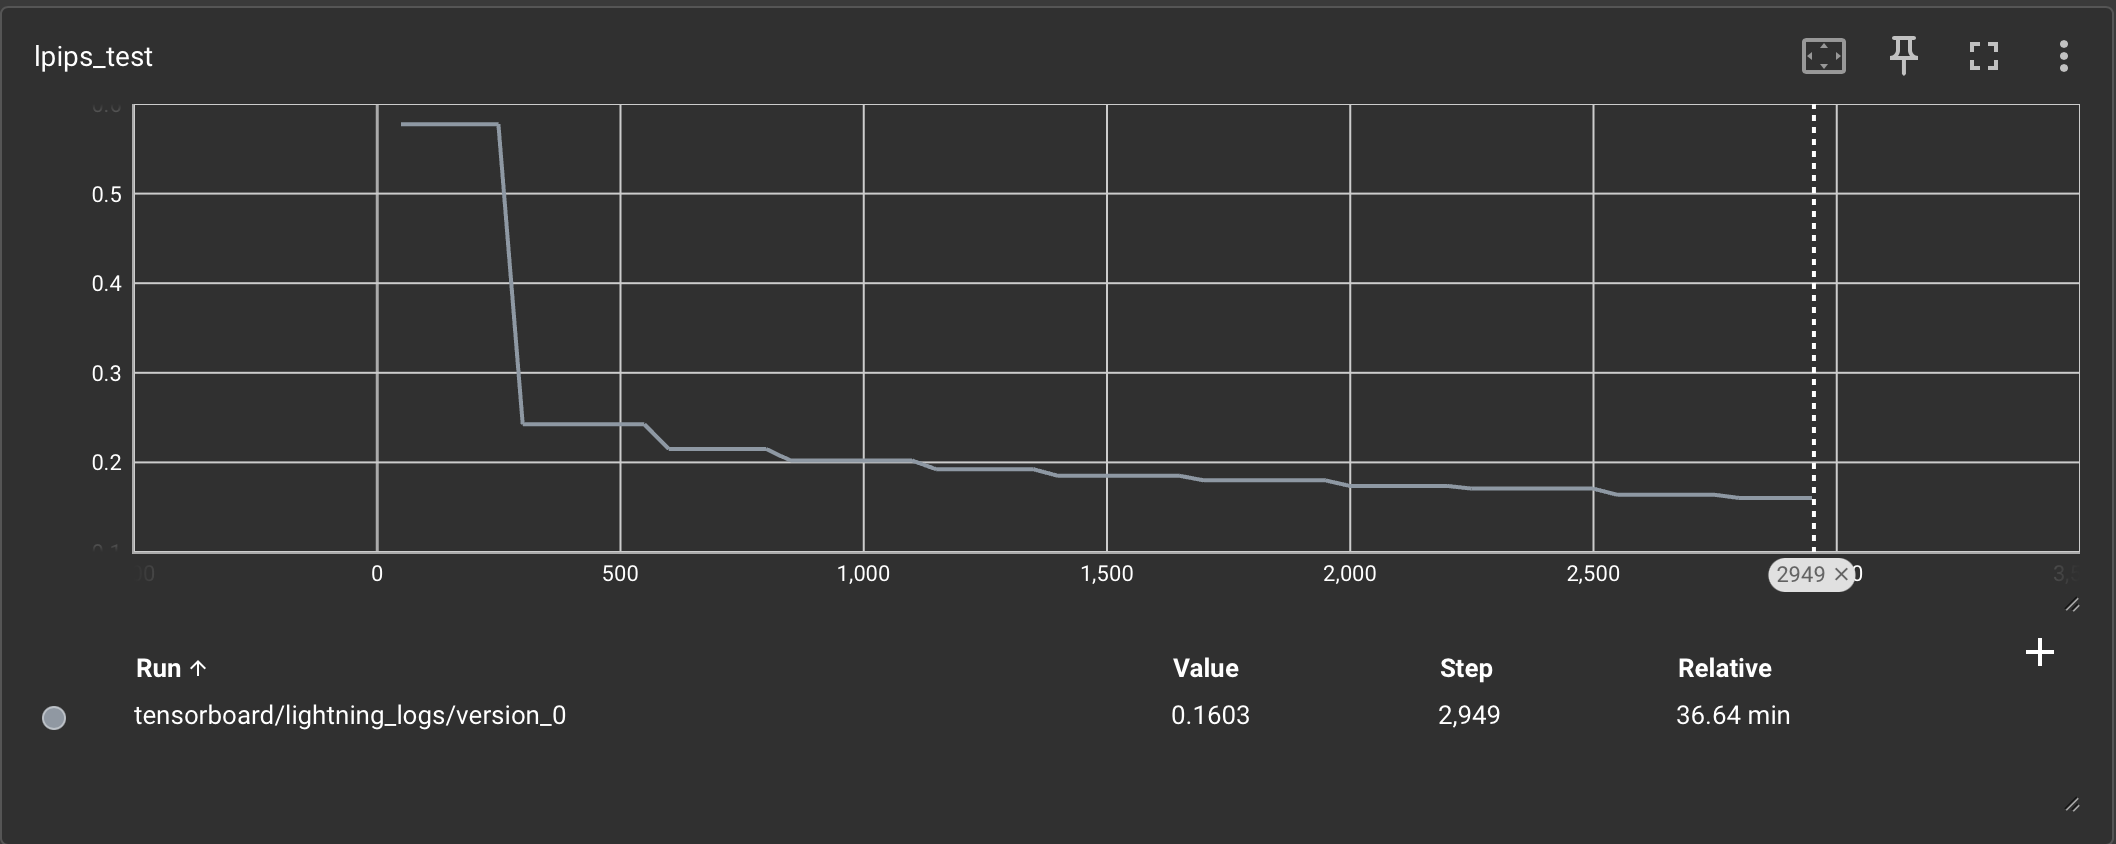 lpips_test
0.5
0.4
0.3
0.2
0 500 1,000 1,500 2,000 2,500 2949 ×
Run ↑ Value Step Relative
tensorboard/lightning_logs/version_0 0.1603 2,949 36.64 min